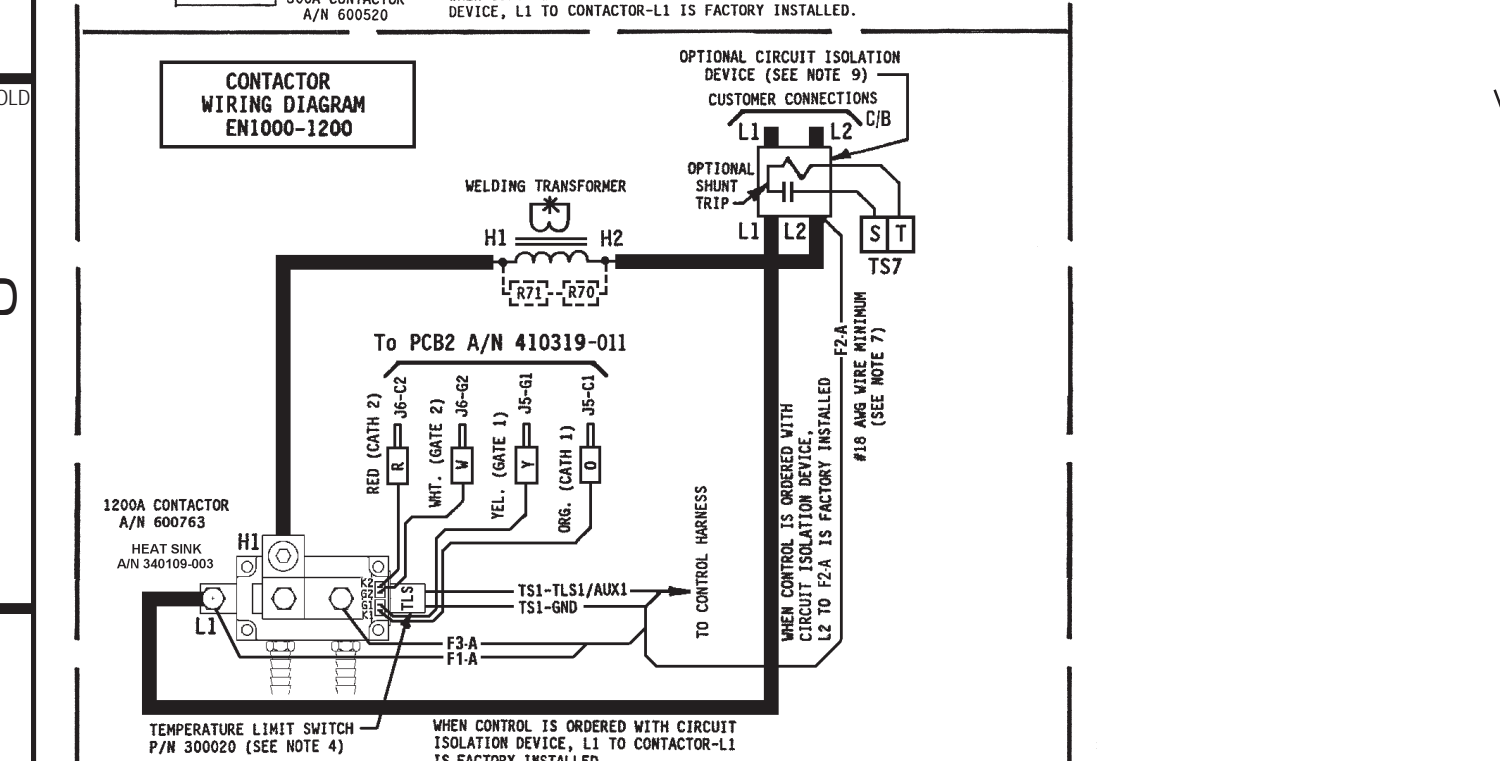 A/N 600520
DEVICE, L1 TO CONTACTOR-L1 IS FACTORY INSTALLED.
OLD
D
CONTACTOR
WIRING DIAGRAM
EN1000-1200
OPTIONAL CIRCUIT ISOLATION
DEVICE (SEE NOTE 9)
CUSTOMER CONNECTIONS
C/B
L1
L2
OPTIONAL
SHUNT
TRIP
L1
L2
S
T
TS7
WELDING TRANSFORMER
H1
H2
R71
R70
To PCB2 A/N 410319-011
RED (CATH 2)
J6-C2
R
WHT. (GATE 2)
J6-G2
W
YEL. (GATE 1)
J5-G1
Y
ORG. (CATH 1)
J5-C1
O
F2-A
#18 AWG WIRE MINIMUM
(SEE NOTE 7)
WHEN CONTROL IS ORDERED WITH
CIRCUIT ISOLATION DEVICE,
L2 TO F2-A IS FACTORY INSTALLED
1200A CONTACTOR
A/N 600763
HEAT SINK
A/N 340109-003
H1
L1
K2
G2
G1
K1
TLS
TS1-TLS1/AUX1
TS1-GND
TO CONTROL HARNESS
F3-A
F1-A
TEMPERATURE LIMIT SWITCH
P/N 300020 (SEE NOTE 4)
WHEN CONTROL IS ORDERED WITH CIRCUIT
ISOLATION DEVICE, L1 TO CONTACTOR-L1
IS FACTORY INSTALLED